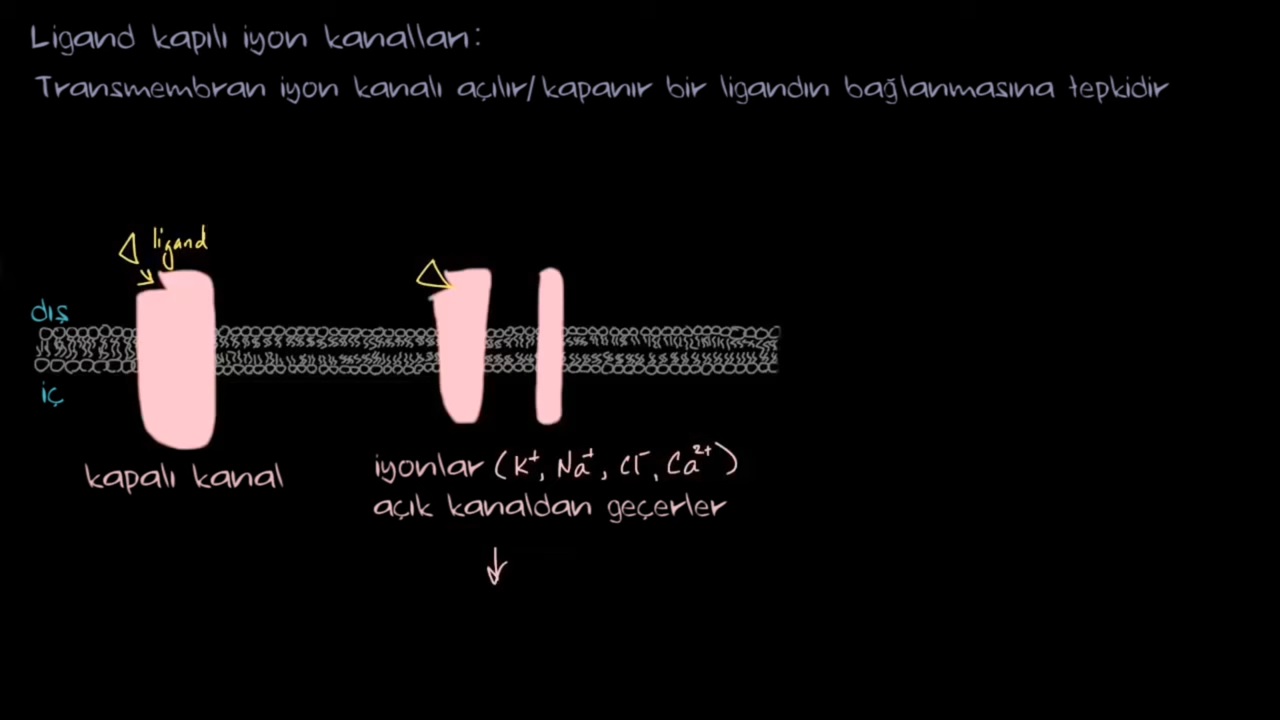 Ligand kapılı iyon kanalları:
Transmembran iyon kanalı açılır/kapanır bir ligandın bağlanmasına tepkidir
ligand
dış
iç
kapalı kanal
iyonlar (K⁺, Na⁺, Cl⁻, Ca²⁺)
açık kanaldan geçerler